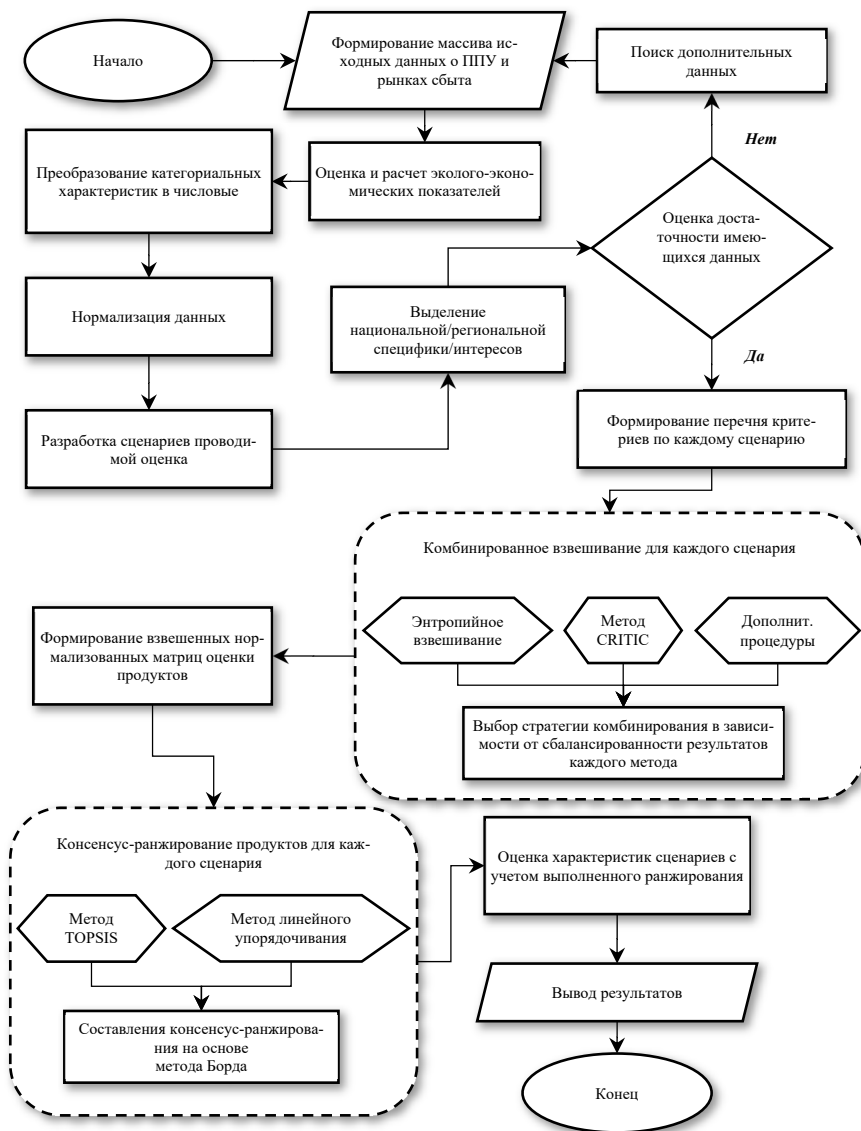 Начало
Формирование массива ис-
ходных данных о ППУ и
рынках сбыта
Поиск дополнительных
данных
Нет
Преобразование категориальных
характеристик в числовые
Оценка и расчет эколого-эконо-
мических показателей
Оценка доста-
точности имею-
щихся данных
Нормализация данных
Выделение
национальной/региональной
специфики/интересов
Да
Разработка сценариев проводи-
мой оценка
Формирование перечня крите-
риев по каждому сценарию
Комбинированное взвешивание для каждого сценария
Энтропийное
взвешивание
Метод
CRITIC
Дополнит.
процедуры
Формирование взвешенных нор-
мализованных матриц оценки
продуктов
Выбор стратегии комбинирования в зависи-
мости от сбалансированности результатов
каждого метода
Консенсус-ранжирование продуктов для каж-
дого сценария
Метод
TOPSIS
Метод линейного
упорядочивания
Составления консенсус-ранжирова-
ния на основе
метода Борда
Оценка характеристик сценариев с
учетом выполненного ранжирования
Вывод результатов
Конец